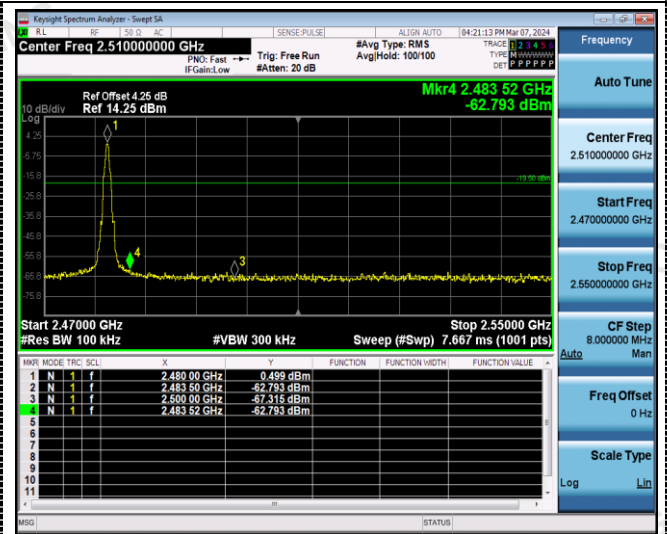 Keysight Spectrum Analyzer - Swept SA
RL RF 50 Ω AC SENSE:PULSE ALIGN AUTO 04:21:13 PM Mar 07, 2024
Center Freq 2.510000000 GHz #Avg Type: RMS TRACE 1 2 3 4 5 6
PNO: Fast Trig: Free Run Avg|Hold: 100/100 TYPE M WWWWW
IFGain:Low #Atten: 20 dB DET P P P P P P
Mkr4 2.483 52 GHz
-62.793 dBm
Ref Offset 4.25 dB
10 dB/div Ref 14.25 dBm
Log
4.25
-5.75
-15.8
-25.8
-35.8
-45.8
-55.8
-65.8
-75.8
1
4
3
-19.50 dBm
Start 2.47000 GHz Stop 2.55000 GHz
#Res BW 100 kHz #VBW 300 kHz Sweep (#Swp) 7.667 ms (1001 pts)
MKR MODE TRC SCL X Y FUNCTION FUNCTION WIDTH FUNCTION VALUE
1 N 1 f 2.480 00 GHz 0.499 dBm
2 N 1 f 2.483 50 GHz -62.793 dBm
3 N 1 f 2.500 00 GHz -67.315 dBm
4 N 1 f 2.483 52 GHz -62.793 dBm
5
6
7
8
9
10
11
MSG STATUS
Frequency
Auto Tune
Center Freq
2.510000000 GHz
Start Freq
2.470000000 GHz
Stop Freq
2.550000000 GHz
CF Step
8.000000 MHz
Auto Man
Freq Offset
0 Hz
Scale Type
Log Lin